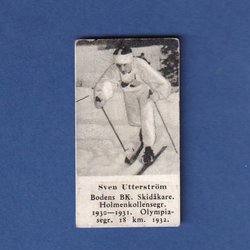 Sven Utterström
Bodens BK. Skidåkare.
Holmenkollensegr.
1930—1931. Olympia-
segr. 18 km. 1932.